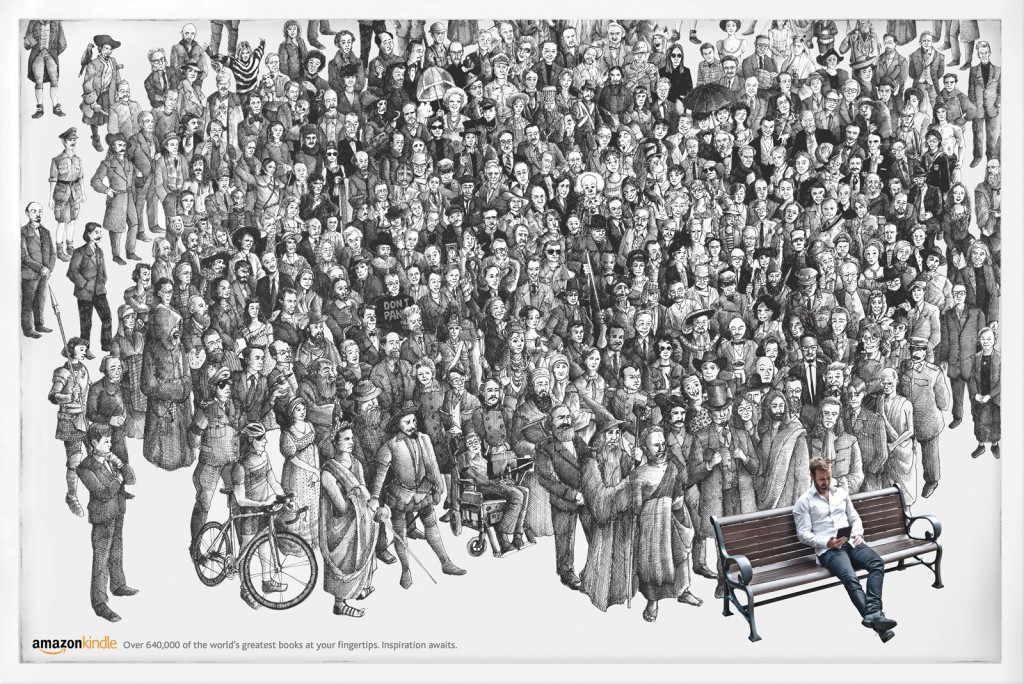 DON'T
PANIC
amazonkindle Over 640,000 of the world's greatest books at your fingertips. Inspiration awaits.